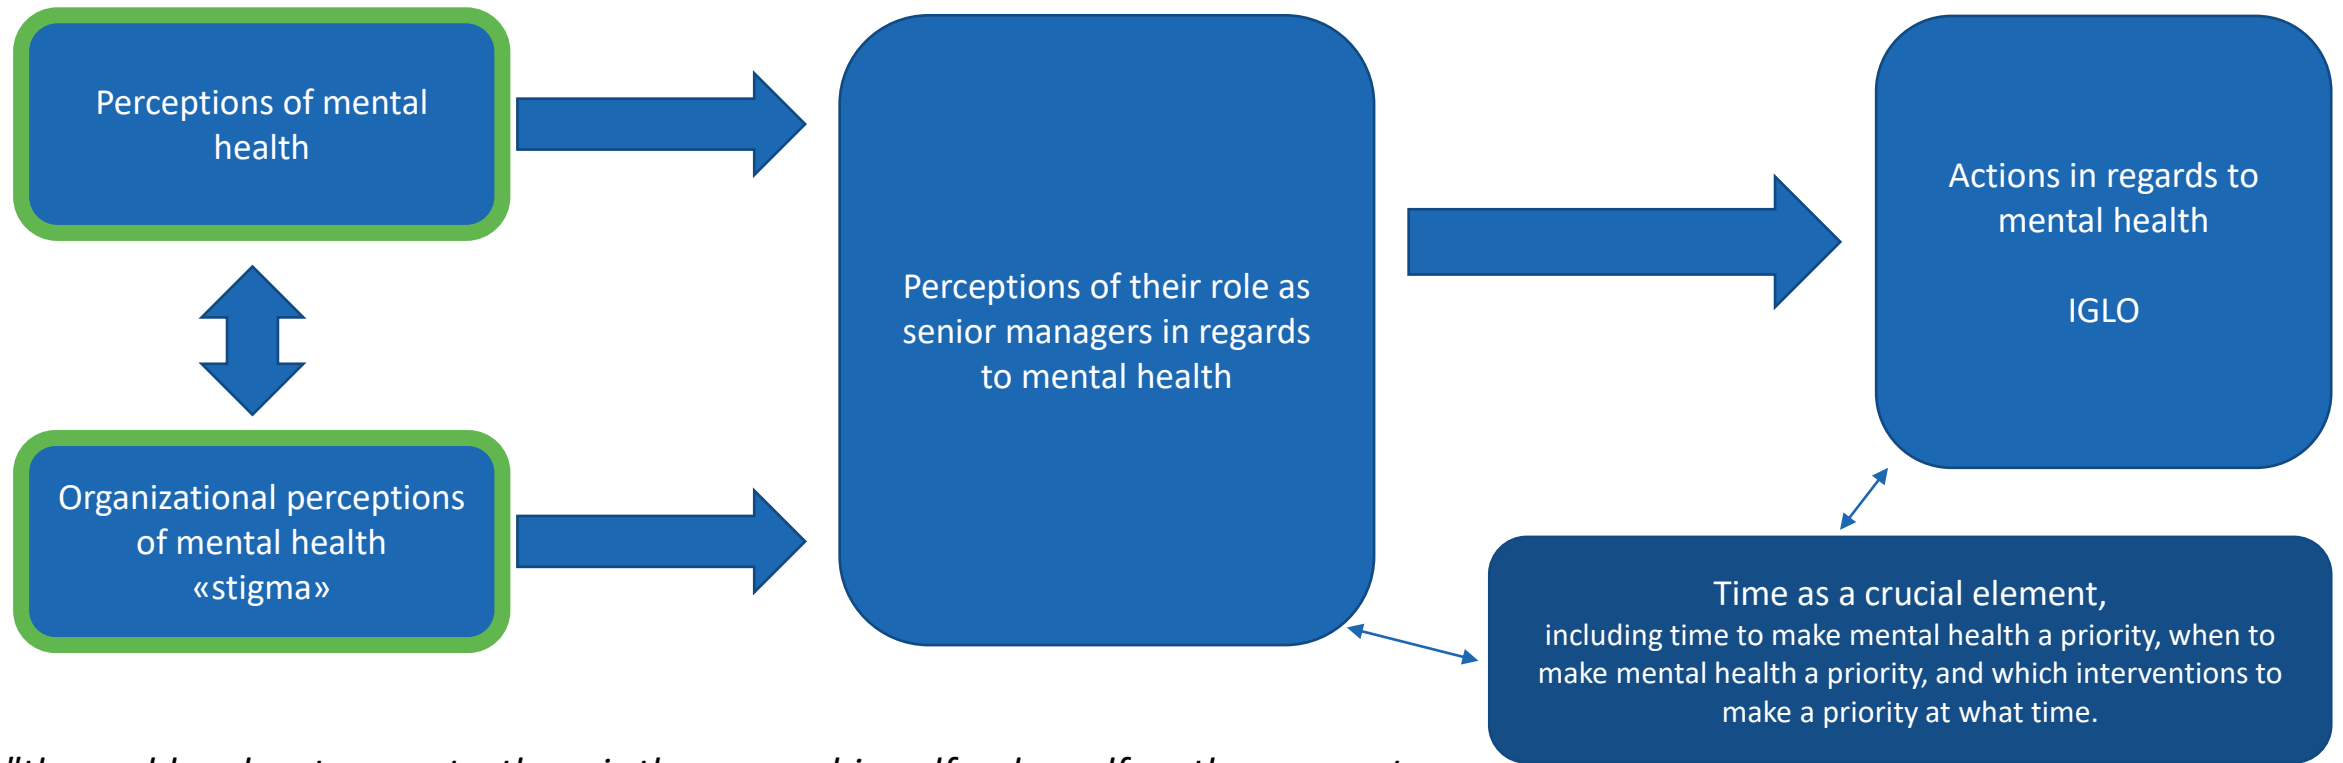 Perceptions of mental
health
Organizational perceptions
of mental health
«stigma»
Perceptions of their role as
senior managers in regards
to mental health
Actions in regards to
mental health
IGLO
Time as a crucial element,
including time to make mental health a priority, when to
make mental health a priority, and which interventions to
make a priority at what time.